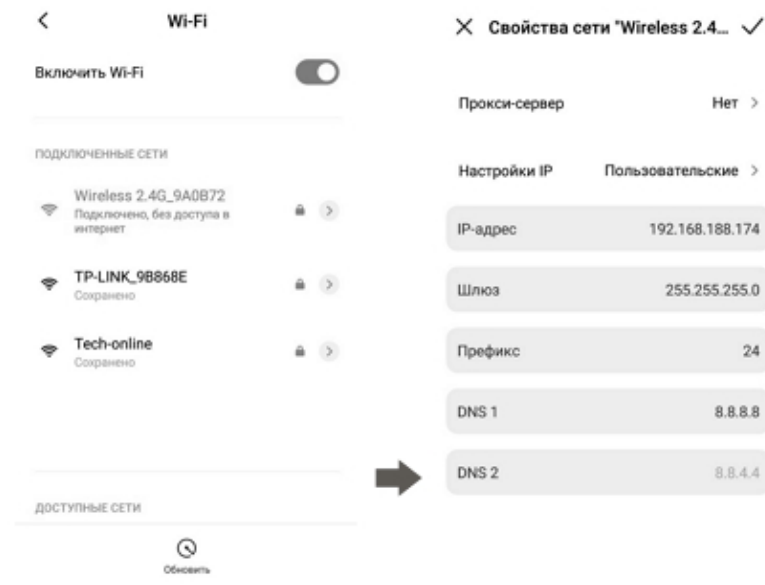 Wi-Fi
Включить Wi-Fi
ПОДКЛЮЧЕННЫЕ СЕТИ
Wireless 2.4G_9A0B72
Подключено, без доступа в
интернет
TP-LINK_9B868E
Сохранено
Tech-online
Сохранено
ДОСТУПНЫЕ СЕТИ
Обновить
Свойства сети "Wireless 2.4...
Прокси-сервер Нет
Настройки IP Пользовательские
IP-адрес 192.168.188.174
Шлюз 255.255.255.0
Префикс 24
DNS 1 8.8.8.8
DNS 2 8.8.4.4